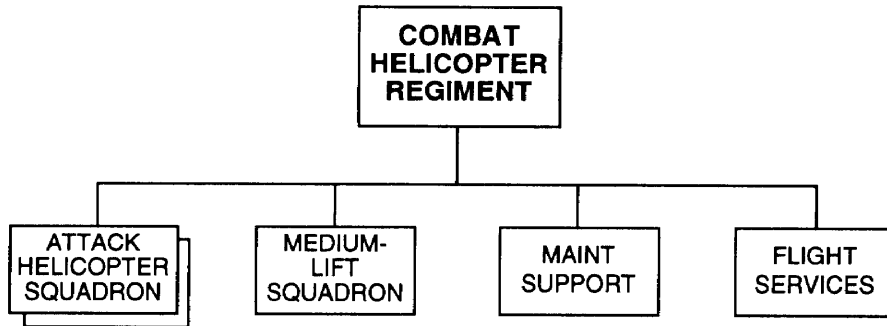 COMBAT
HELICOPTER
REGIMENT
ATTACK
HELICOPTER
SQUADRON
MEDIUM-
LIFT
SQUADRON
MAINT
SUPPORT
FLIGHT
SERVICES